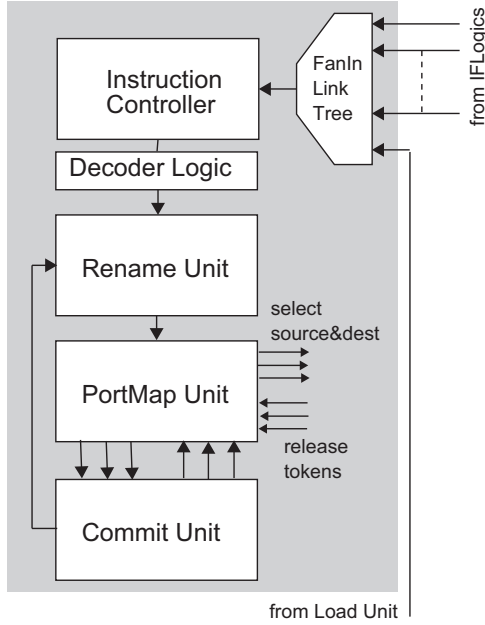 Instruction
Controller
FanIn
Link
Tree
from IFLogics
Decoder Logic
Rename Unit
select
source&dest
PortMap Unit
release
tokens
Commit Unit
from Load Unit